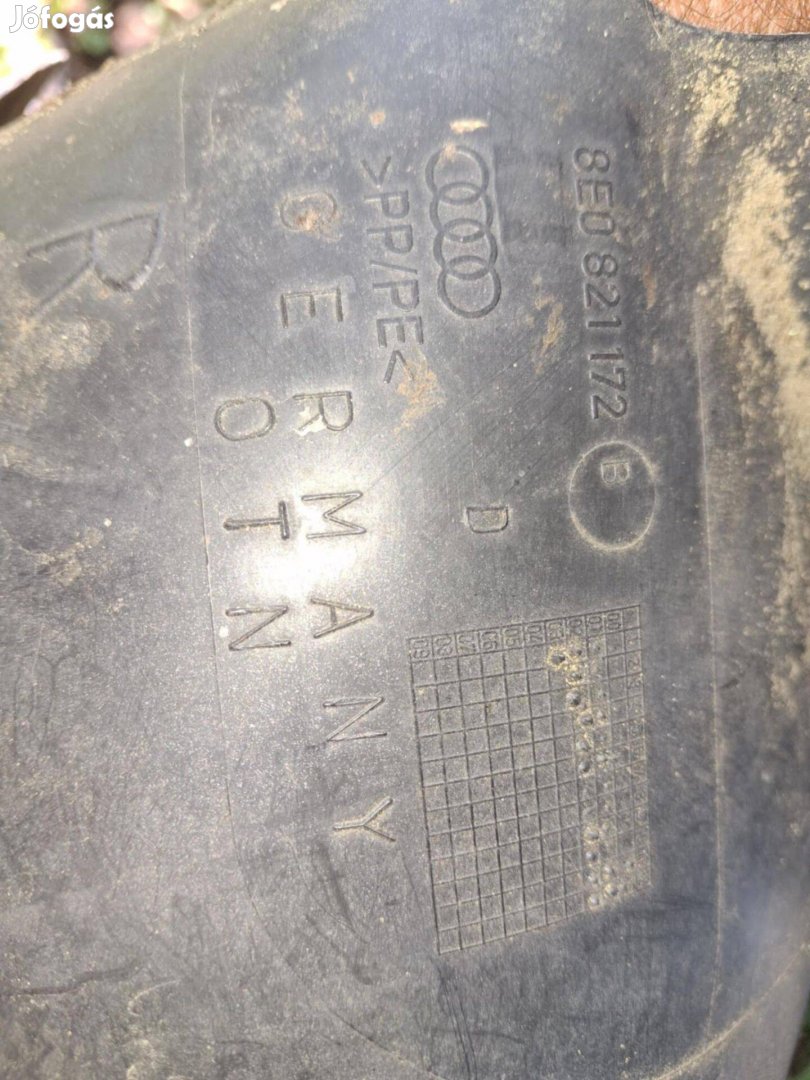 Jófogás
8E0 821 172 B
>PP/PE<
D
GERMANY
OTN
R